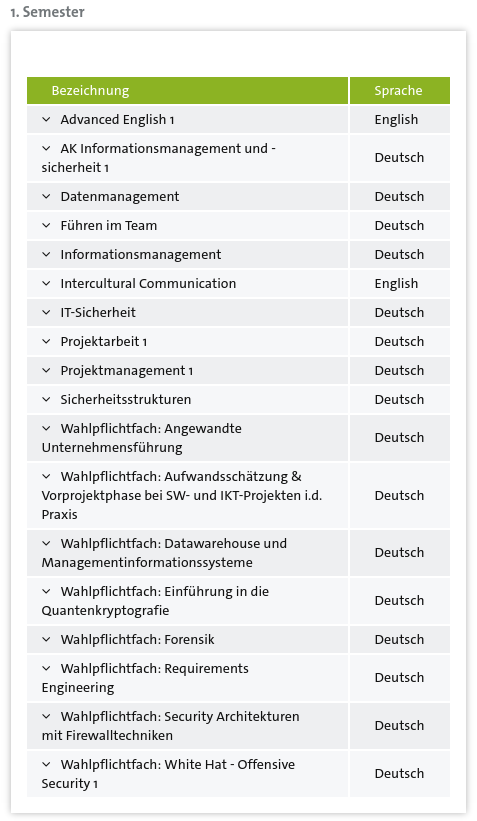 1. Semester
Bezeichnung Sprache
Advanced English 1 English
AK Informationsmanagement und -
sicherheit 1 Deutsch
Datenmanagement Deutsch
Führen im Team Deutsch
Informationsmanagement Deutsch
Intercultural Communication English
IT-Sicherheit Deutsch
Projektarbeit 1 Deutsch
Projektmanagement 1 Deutsch
Sicherheitsstrukturen Deutsch
Wahlpflichtfach: Angewandte
Unternehmensführung Deutsch
Wahlpflichtfach: Aufwandsschätzung &
Vorprojektphase bei SW- und IKT-Projekten i.d. Deutsch
Praxis
Wahlpflichtfach: Datawarehouse und
Managementinformationssysteme Deutsch
Wahlpflichtfach: Einführung in die
Quantenkryptografie Deutsch
Wahlpflichtfach: Forensik Deutsch
Wahlpflichtfach: Requirements
Engineering Deutsch
Wahlpflichtfach: Security Architekturen
mit Firewalltechniken Deutsch
Wahlpflichtfach: White Hat - Offensive
Security 1 Deutsch